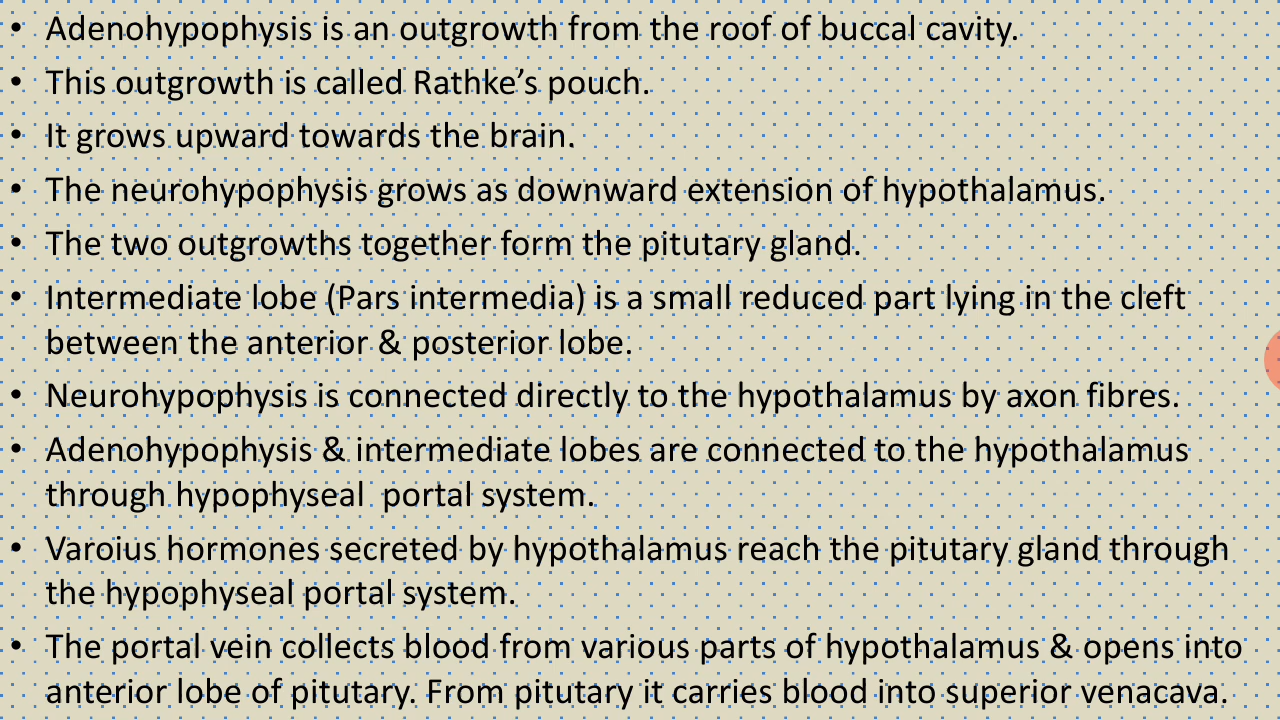 • Adenohypophysis is an outgrowth from the roof of buccal cavity.
• This outgrowth is called Rathke’s pouch.
• It grows upward towards the brain.
• The neurohypophysis grows as downward extension of hypothalamus.
• The two outgrowths together form the pitutary gland.
• Intermediate lobe (Pars intermedia) is a small reduced part lying in the cleft
between the anterior & posterior lobe.
• Neurohypophysis is connected directly to the hypothalamus by axon fibres.
• Adenohypophysis & intermediate lobes are connected to the hypothalamus
through hypophyseal  portal system.
• Varoius hormones secreted by hypothalamus reach the pitutary gland through
the hypophyseal portal system.
• The portal vein collects blood from various parts of hypothalamus & opens into
anterior lobe of pitutary. From pitutary it carries blood into superior venacava.